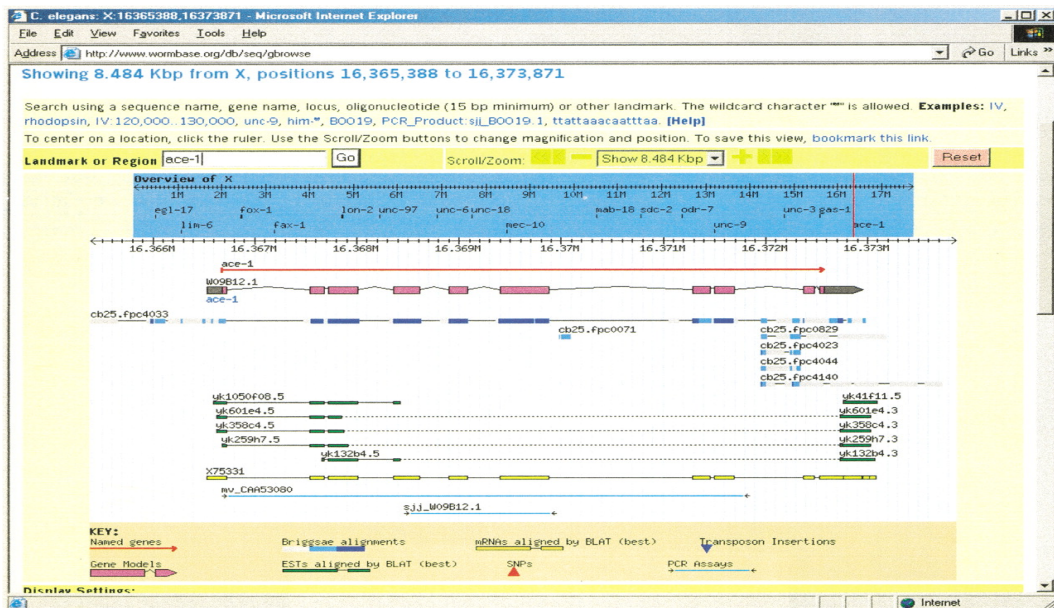 C. elegans: X:16365388,16373871 - Microsoft Internet Explorer
File Edit View Favorites Tools Help
Address http://www.wormbase.org/db/seq/gbrowse Go Links »
Showing 8.484 Kbp from X, positions 16,365,388 to 16,373,871
Search using a sequence name, gene name, locus, oligonucleotide (15 bp minimum) or other landmark. The wildcard character "*" is allowed. Examples: IV,
rhodopsin, IV:120,000..130,000, unc-9, him-*, B0019, PCR_Product:sjj_B0019.1, ttattaaacaatttaa. [Help]
To center on a location, click the ruler. Use the Scroll/Zoom buttons to change magnification and position. To save this view, bookmark this link.
Landmark or Region ace-1 Go Scroll/Zoom: Show 8.484 Kbp Reset
Overview of X
1M 2M 3M 4M 5M 6M 7M 8M 9M 10M 11M 12M 13M 14M 15M 16M 17M
egl-17 fox-1 lon-2 unc-97 unc-6 unc-18 mab-18 sdc-2 odr-7 unc-3 gas-1
lim-6 fax-1 mec-10 unc-9 ace-1
16.366M 16.367M 16.368M 16.369M 16.37M 16.371M 16.372M 16.373M
ace-1
W09B12.1
ace-1
cb25.fpc4033
cb25.fpc0071 cb25.fpc0829
cb25.fpc4023
cb25.fpc4044
cb25.fpc4140
yk1050f08.5 yk41f11.5
yk601e4.5 yk601e4.3
yk358c4.5 yk358c4.3
yk259h7.5 yk259h7.3
yk132b4.5 yk132b4.3
X75331
mv_CAA53080
sjj_W09B12.1
KEY:
Named genes Briggsae alignments mRNAs aligned by BLAT (best) Transposon Insertions
Gene Models ESTs aligned by BLAT (best) SNPs PCR Assays
Display Settings:
Internet